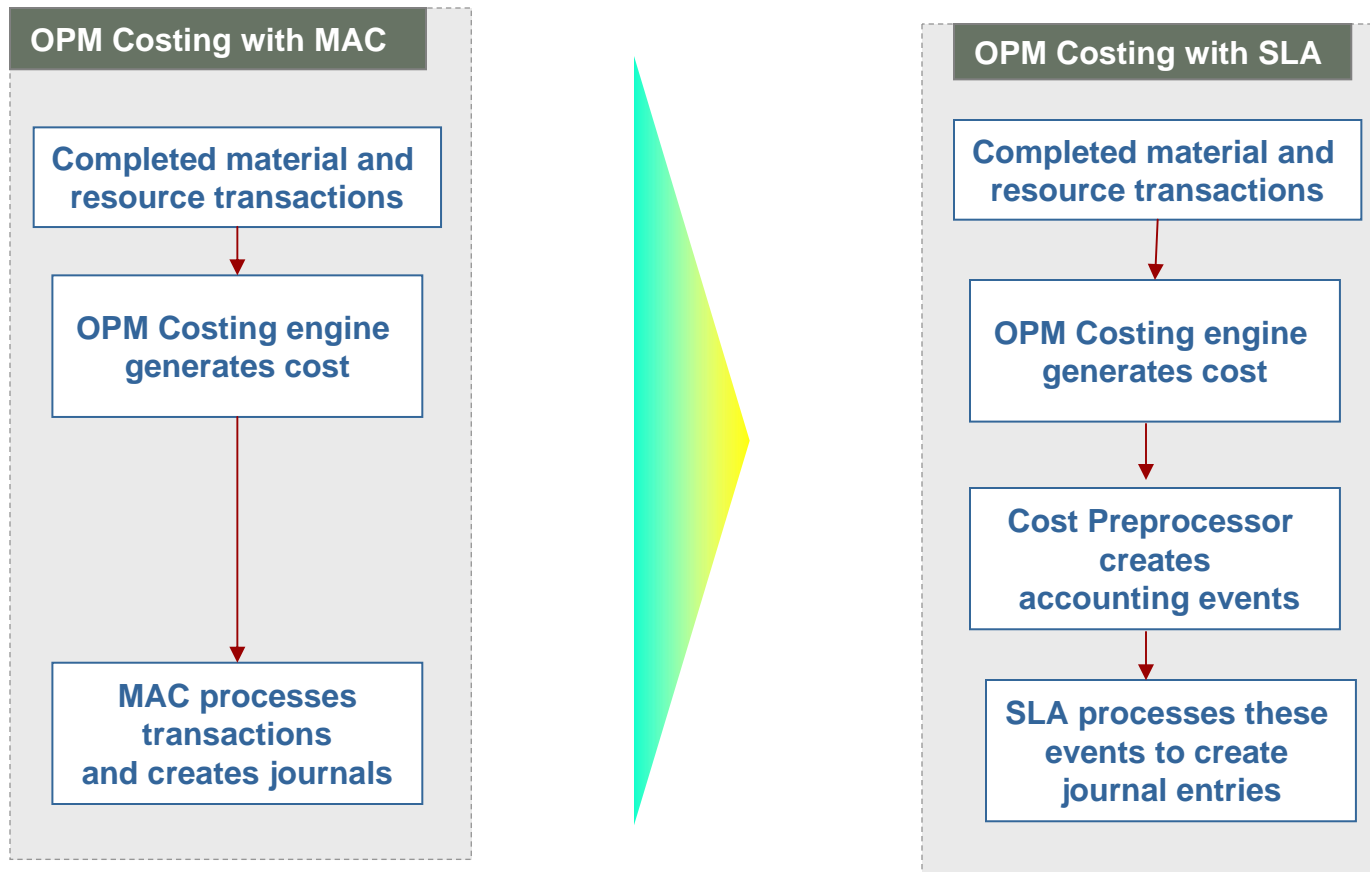 OPM Costing with MAC
Completed material and
resource transactions
OPM Costing engine
generates cost
MAC processes
transactions
and creates journals
OPM Costing with SLA
Completed material and
resource transactions
OPM Costing engine
generates cost
Cost Preprocessor
creates
accounting events
SLA processes these
events to create
journal entries